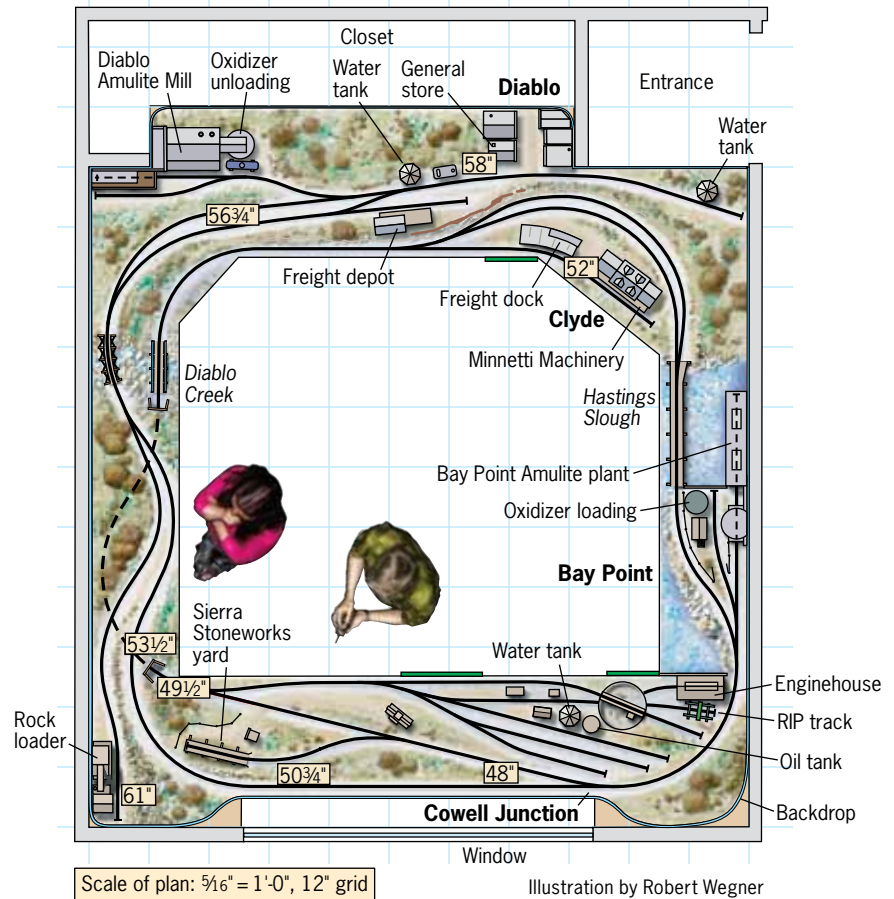 Closet
Diablo
Amulite Mill
Oxidizer
unloading
Water
tank
General
store
Diablo
Entrance
Water
tank
58"
56¾"
Freight depot
Freight dock
52"
Clyde
Minnetti Machinery
Diablo
Creek
Hastings
Slough
Bay Point Amulite plant
Oxidizer loading
Bay Point
Sierra
Stoneworks
yard
53½"
49½"
Water tank
Enginehouse
RIP track
Oil tank
Rock
loader
61"
50¾"
48"
Cowell Junction
Backdrop
Window
Scale of plan: 5⁄16" = 1'-0", 12" grid
Illustration by Robert Wegner